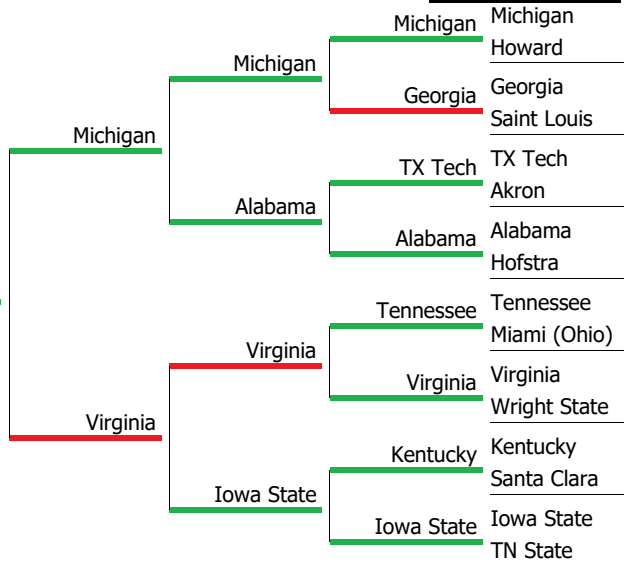 Michigan
Michigan
Howard
Michigan
Georgia
Georgia
Saint Louis
Michigan
TX Tech
TX Tech
Akron
Alabama
Alabama
Alabama
Hofstra
Tennessee
Tennessee
Miami (Ohio)
Virginia
Virginia
Virginia
Wright State
Virginia
Kentucky
Kentucky
Santa Clara
Iowa State
Iowa State
Iowa State
TN State